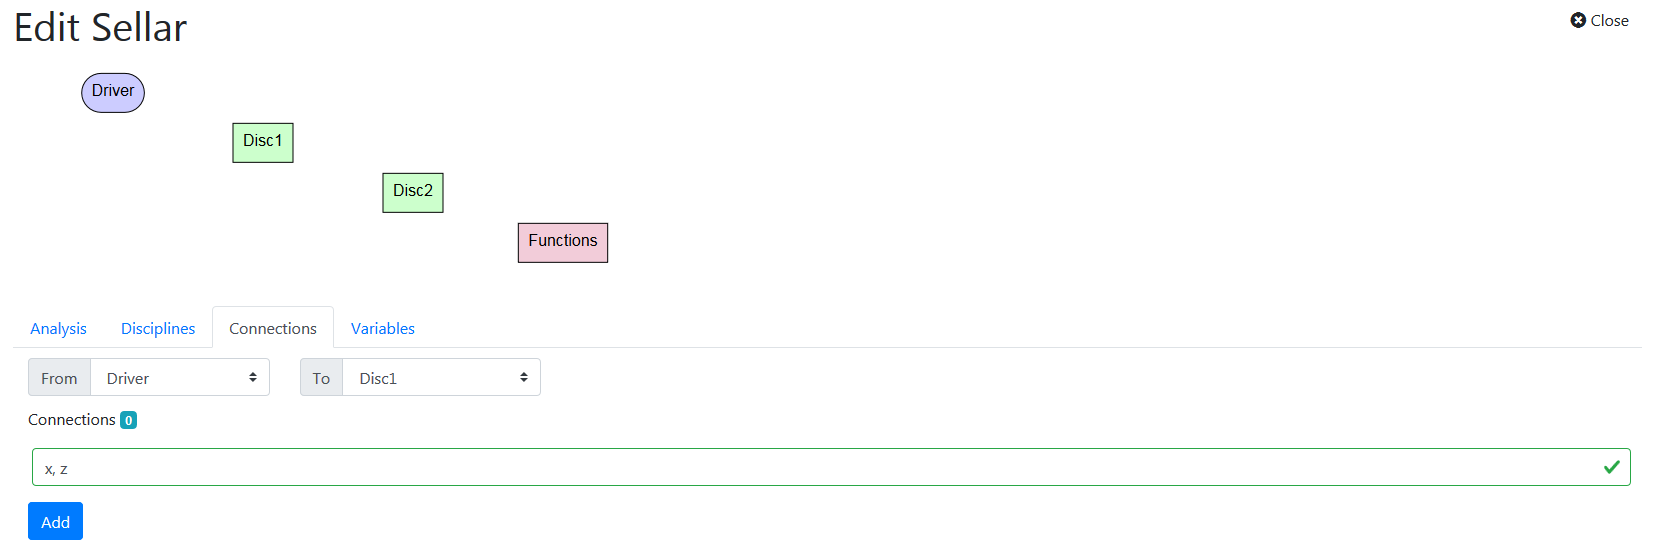 Edit Sellar
Close
Driver
Disc1
Disc2
Functions
Analysis Disciplines Connections Variables
From Driver To Disc1
Connections 0
x, z
Add